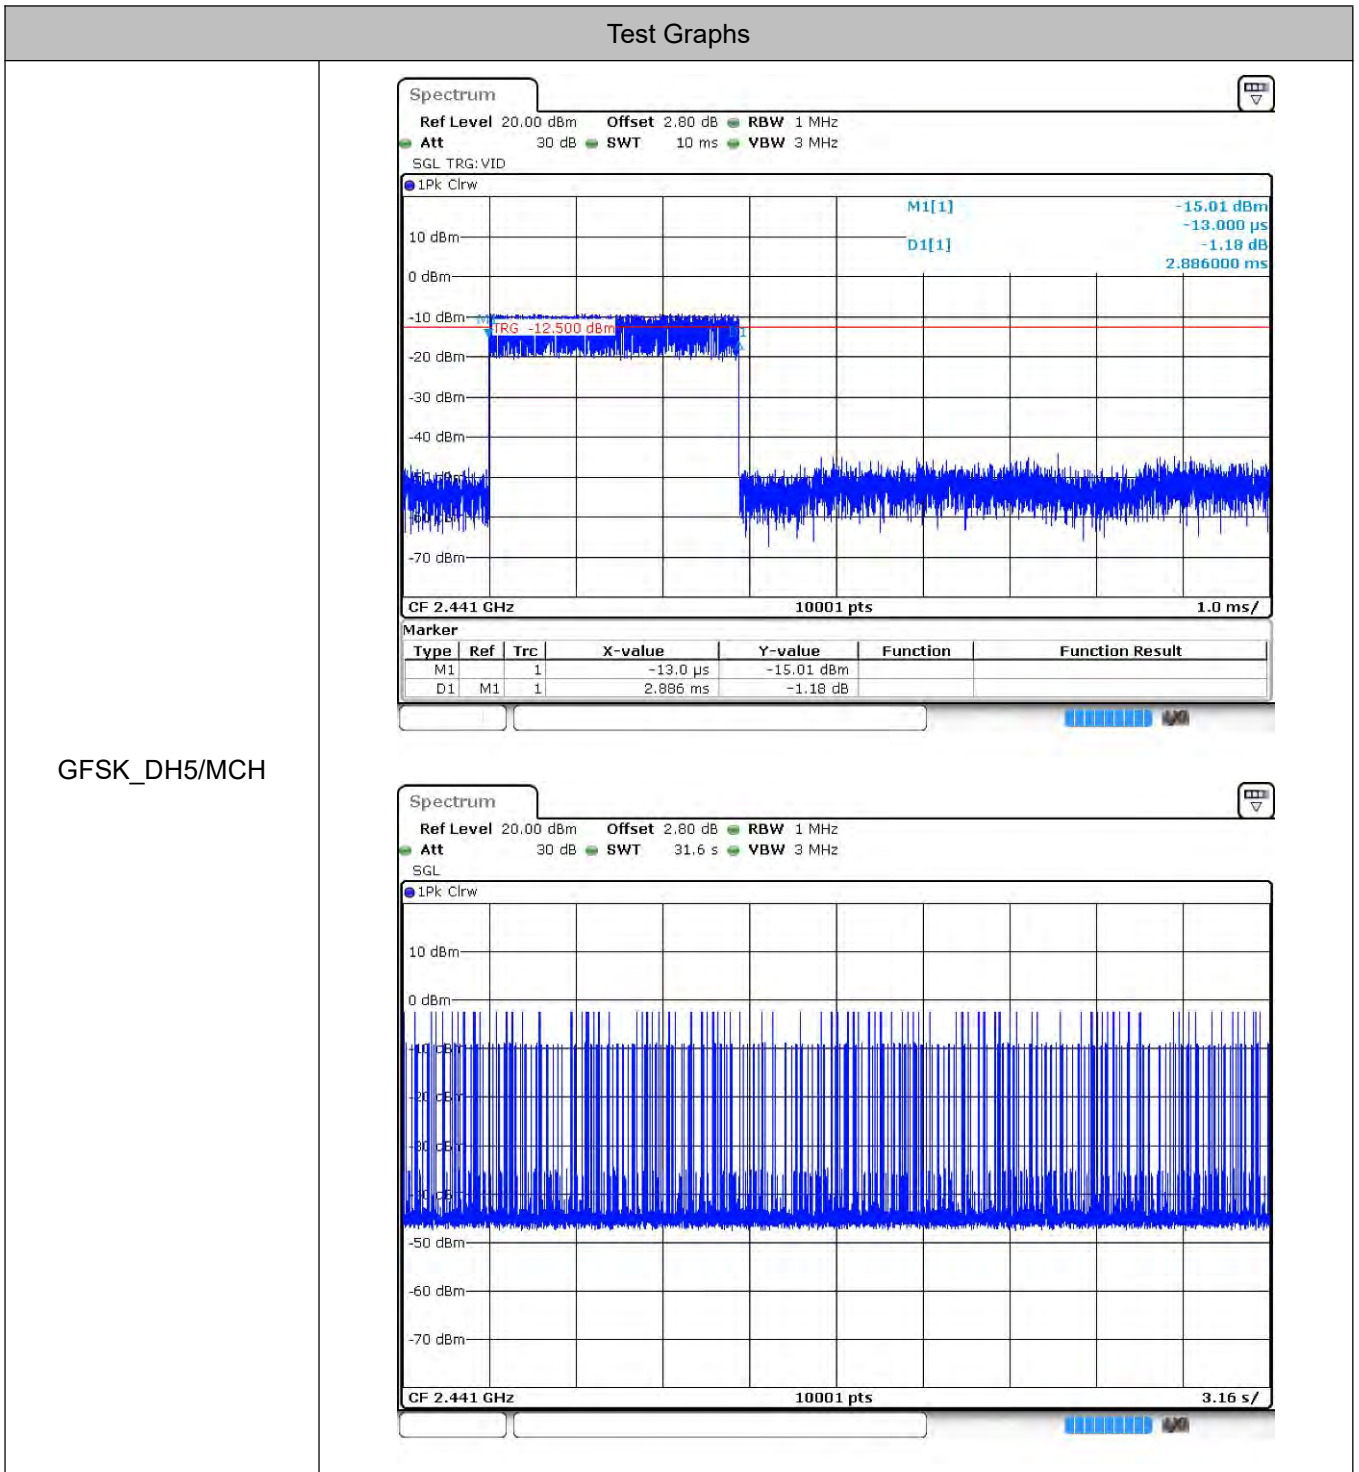 Test Graphs
GFSK_DH5/MCH
Spectrum
Ref Level 20.00 dBm Offset 2.80 dB RBW 1 MHz
Att 30 dB SWT 10 ms VBW 3 MHz
SGL TRG:VID
1Pk Clrw
M1[1] -15.01 dBm
-13.000 µs
10 dBm
D1[1] -1.18 dB
2.886000 ms
0 dBm
-10 dBm
TRG -12.500 dBm
-20 dBm
-30 dBm
-40 dBm
-70 dBm
CF 2.441 GHz 10001 pts 1.0 ms/
Marker
Type Ref Trc X-value Y-value Function Function Result
M1 1 -13.0 µs -15.01 dBm
D1 M1 1 2.886 ms -1.18 dB
Spectrum
Ref Level 20.00 dBm Offset 2.80 dB RBW 1 MHz
Att 30 dB SWT 31.6 s VBW 3 MHz
SGL
1Pk Clrw
10 dBm
0 dBm
-50 dBm
-60 dBm
-70 dBm
CF 2.441 GHz 10001 pts 3.16 s/